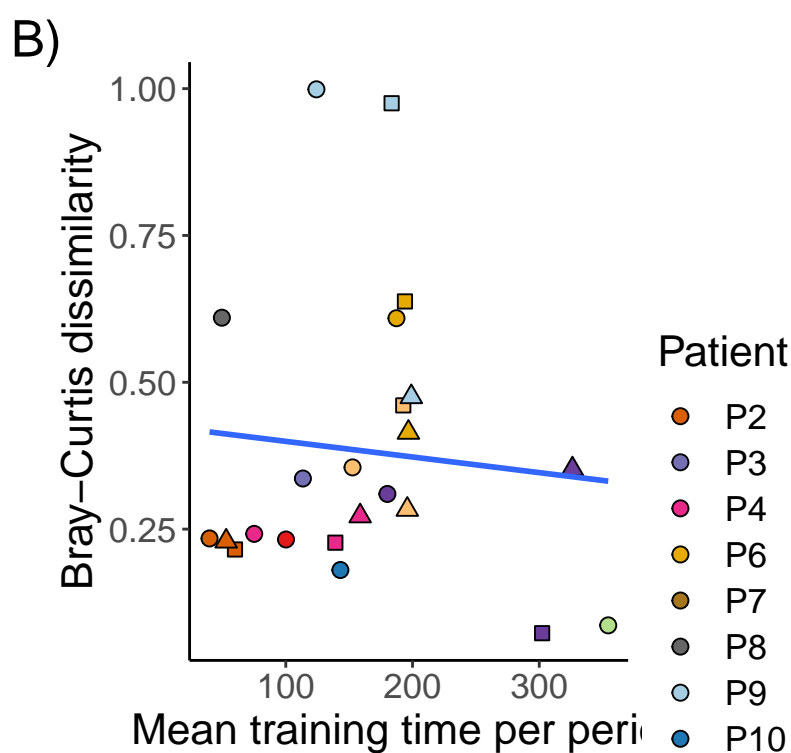 B)
Bray−Curtis dissimilarity
1.00
0.75
0.50
0.25
100 200 300
Mean training time per peri
Patient
P2
P3
P4
P6
P7
P8
P9
P10